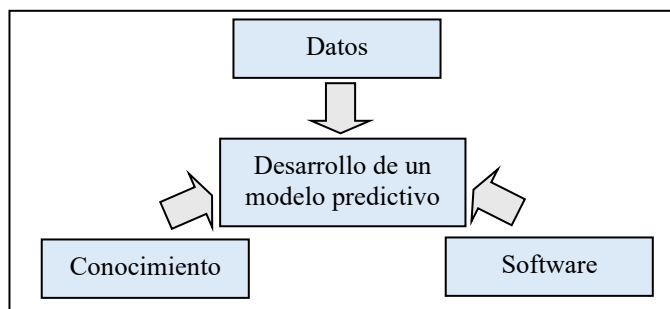 Datos
Desarrollo de un
modelo predictivo
Conocimiento
Software